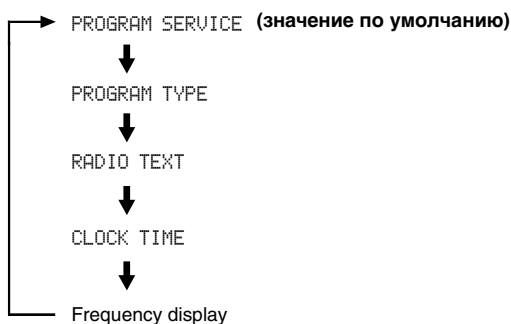 PROGRAM SERVICE (значение по умолчанию)
PROGRAM TYPE
RADIO TEXT
CLOCK TIME
Frequency display